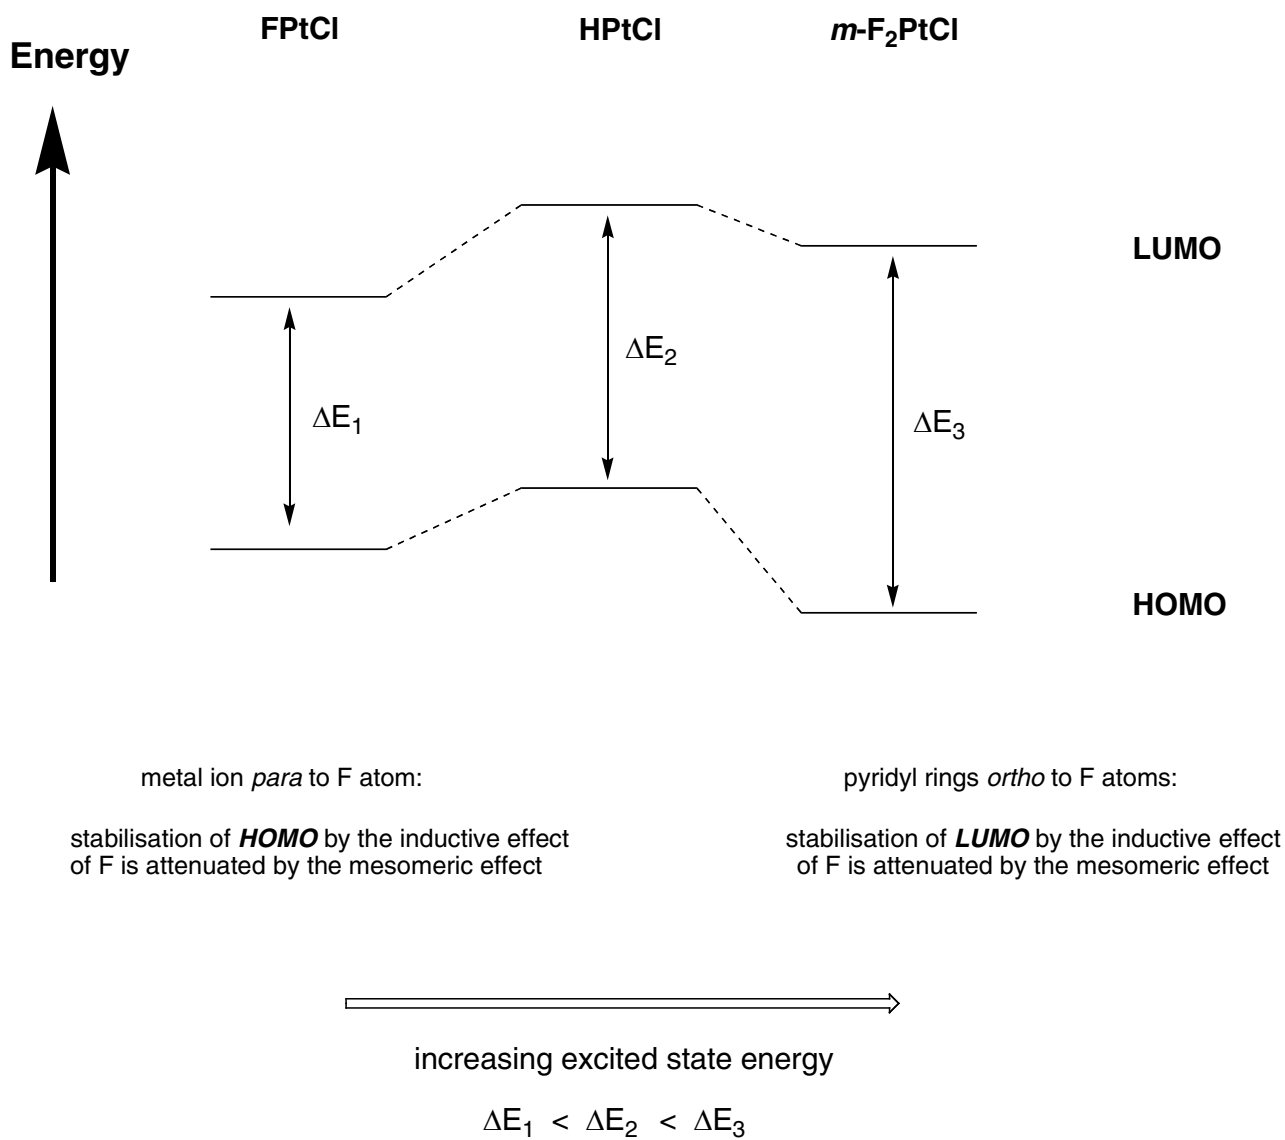 FPtCl HPtCl m-F₂PtCl
Energy
LUMO
ΔE₂
ΔE₁
ΔE₃
HOMO
metal ion para to F atom:
stabilisation of HOMO by the inductive effect
of F is attenuated by the mesomeric effect
pyridyl rings ortho to F atoms:
stabilisation of LUMO by the inductive effect
of F is attenuated by the mesomeric effect
increasing excited state energy
ΔE₁ < ΔE₂ < ΔE₃